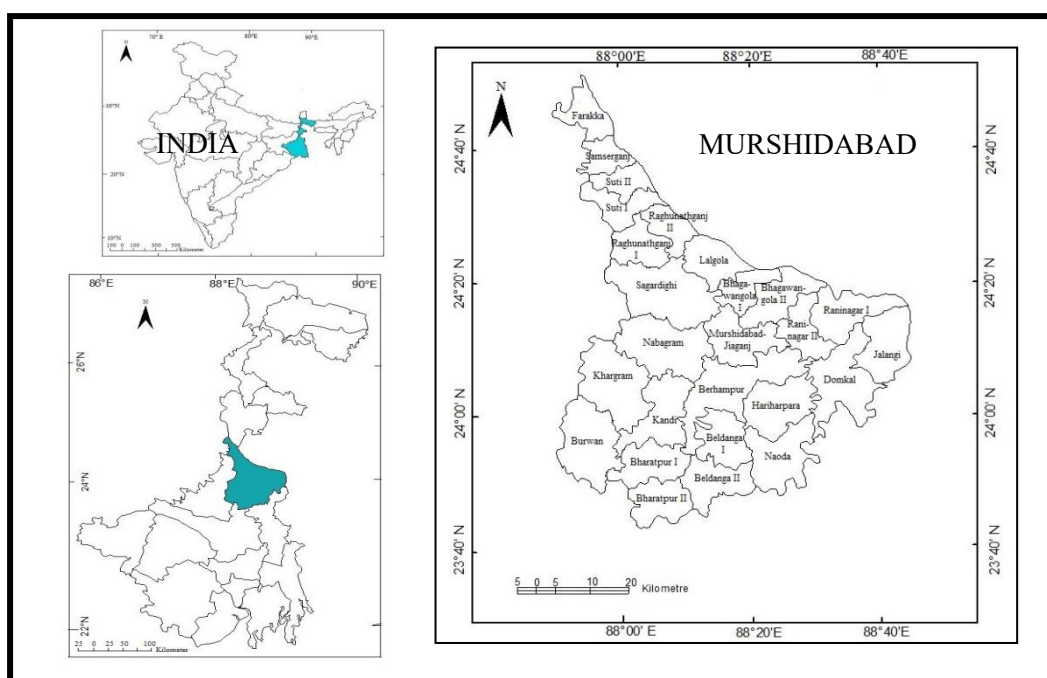 70° E 80°E 90°E
N
30°N
INDIA
20°N
10°N
100 0 100 300 500
Kilometer
86°E 88°E 90°E
N
26°N
24°N
22°N
25 0 25 50 100
Kilometer
88°00'E 88°20'E 88°40'E
N
MURSHIDABAD
24°40' N
24°20' N
24°00' N
23°40' N
24°40' N
24°20' N
24°00' N
23°40' N
Farakka
Samserganj
Suti II
Suti I
Raghunathganj
II
Raghunathganj
I
Lalgola
Sagardighi
Bhaga-
wangola
I
Bhagawan-
gola II
Raninagar I
Rani-
nagar II
Murshidabad-
Jiaganj
Nabagram
Jalangi
Khargram
Domkal
Berhampur
Hariharpara
Kandi
Burwan
Beldanga
I
Naoda
Bharatpur I
Beldanga II
Bharatpur II
5 0 5 10 20
Kilometre
88°00' E 88°20'E 88°40'E